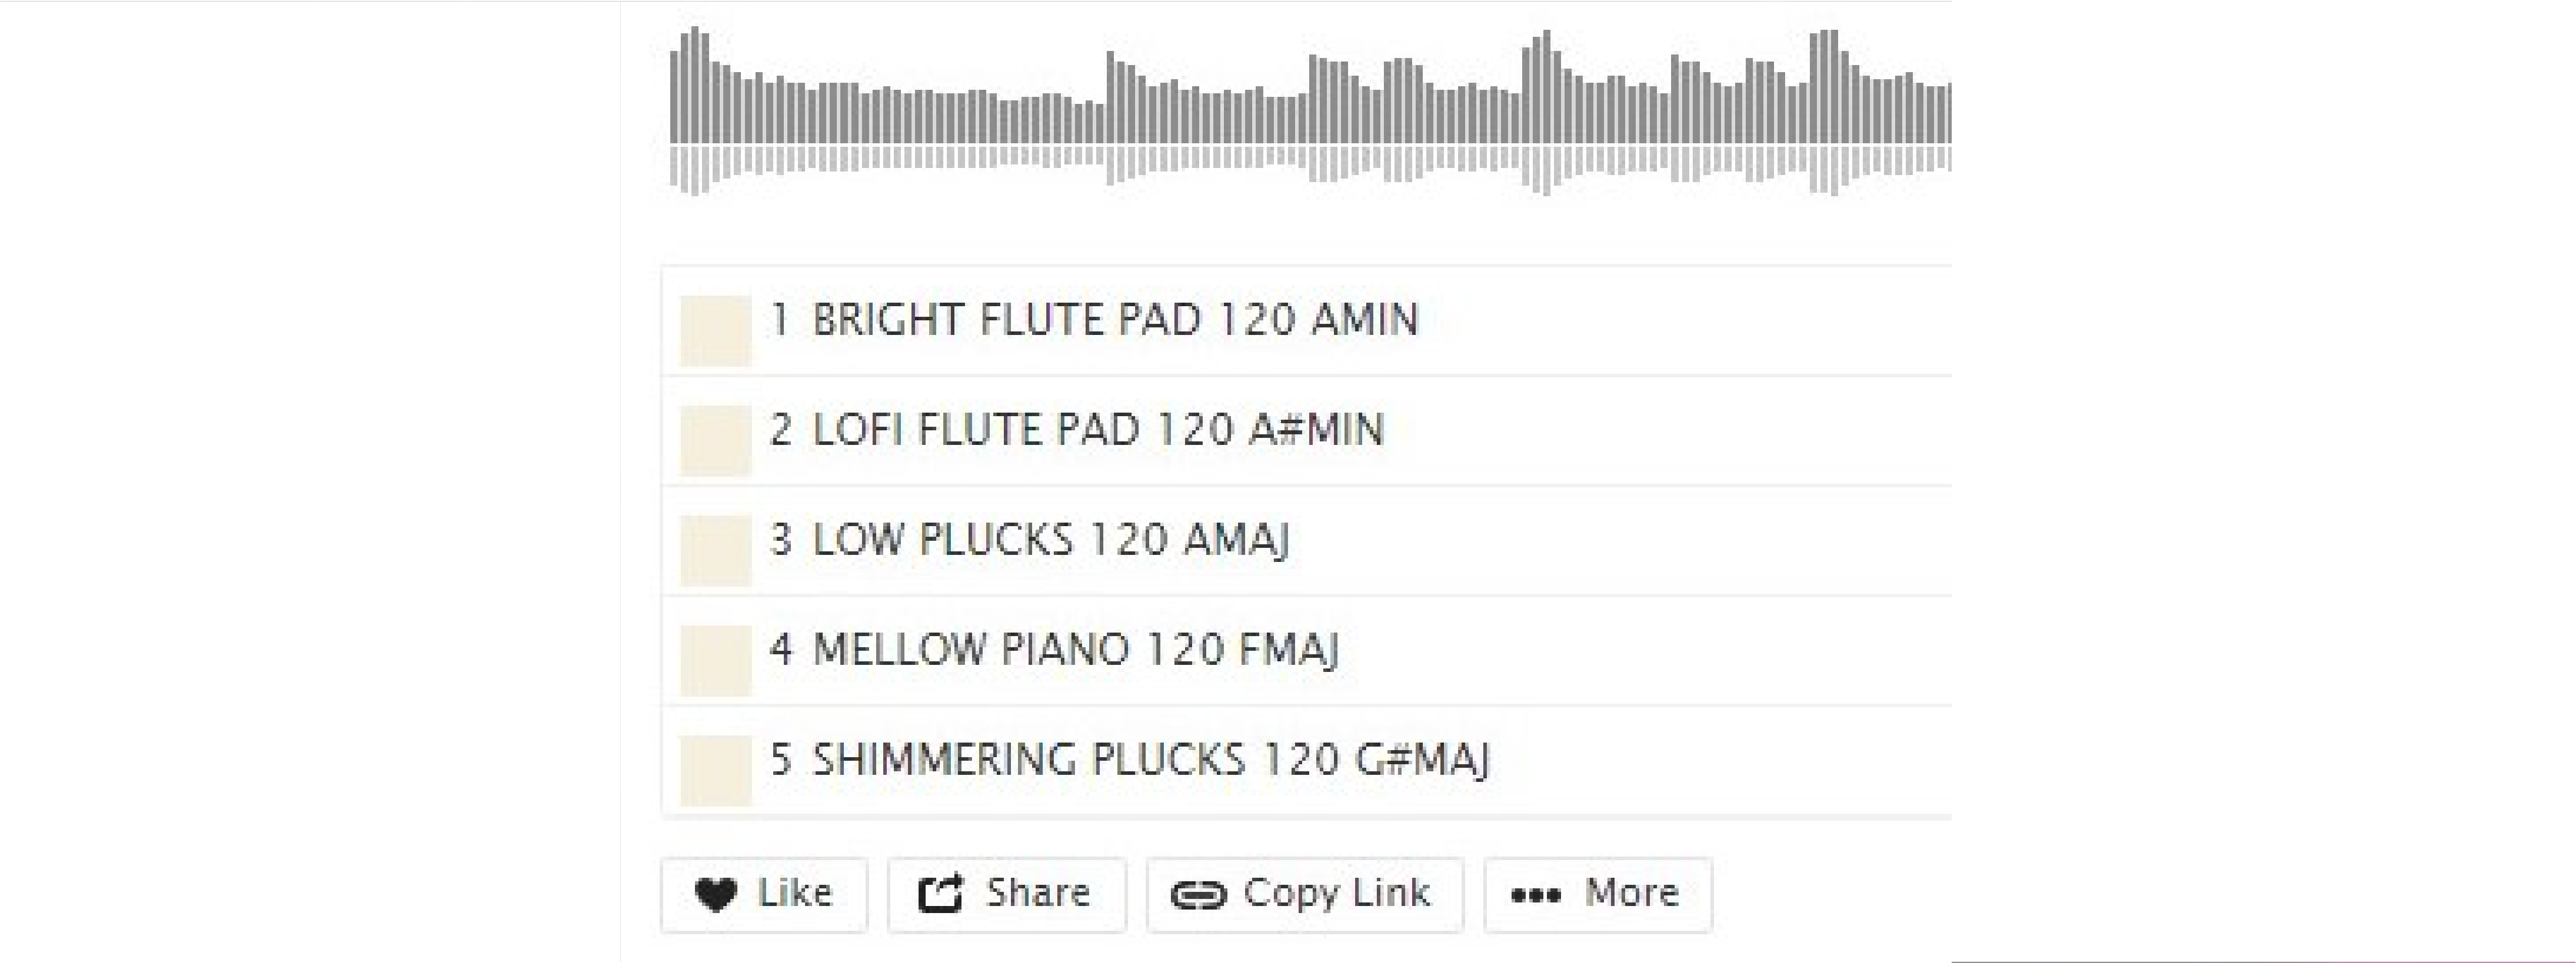 1 BRIGHT FLUTE PAD 120 AMIN
2 LOFI FLUTE PAD 120 A#MIN
3 LOW PLUCKS 120 AMAJ
4 MELLOW PIANO 120 FMAJ
5 SHIMMERING PLUCKS 120 G#MAJ
Like Share Copy Link More